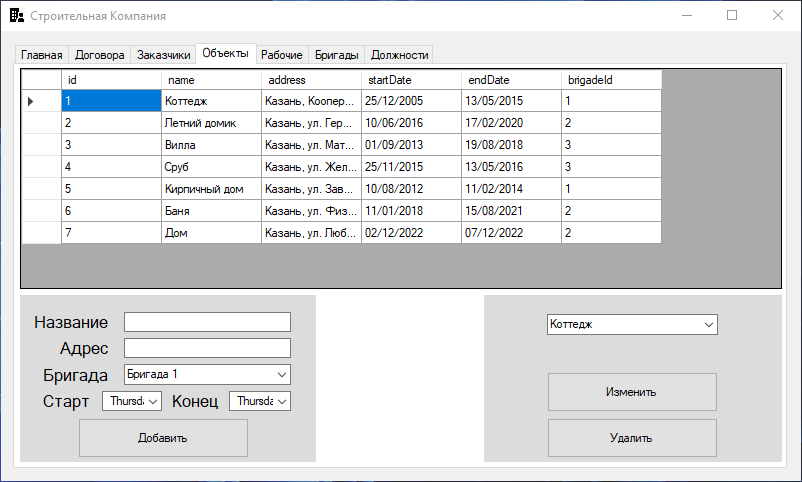 Строительная Компания
Главная Договора Заказчики Объекты Рабочие Бригады Должности
id name address startDate endDate brigadeId
1 Коттедж Казань, Коопер... 25/12/2005 13/05/2015 1
2 Летний домик Казань, ул. Гер... 10/06/2016 17/02/2020 2
3 Вилла Казань, ул. Мат... 01/09/2013 19/08/2018 3
4 Сруб Казань, ул. Жел... 25/11/2015 13/05/2016 3
5 Кирпичный дом Казань, ул. Зав... 10/08/2012 11/02/2014 1
6 Баня Казань, ул. Физ... 11/01/2018 15/08/2021 2
7 Дом Казань, ул. Люб... 02/12/2022 07/12/2022 2
Название
Адрес
Бригада Бригада 1
Старт Thursda Конец Thursda
Добавить
Коттедж
Изменить
Удалить